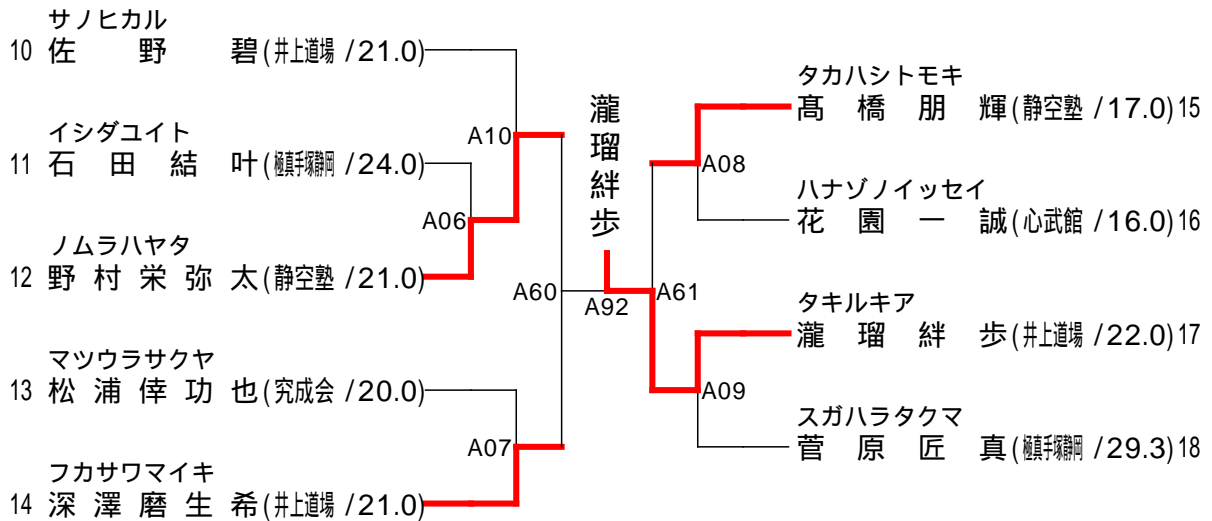 サノヒカル
10 佐野碧(井上道場 /21.0)
イシダユイト
11 石田結叶(極真手塚静岡 /24.0)
ノムラハヤタ
12 野村栄弥太(静空塾 /21.0)
マツウラサクヤ
13 松浦倖功也(究成会 /20.0)
フカサワマイキ
14 深澤磨生希(井上道場 /21.0)
A10
A06
A07
A60
瀧瑠絆歩
A92
A61
A08
A09
タカハシトモキ
髙橋朋輝(静空塾 /17.0) 15
ハナゾノイッセイ
花園一誠(心武館 /16.0) 16
タキルキア
瀧瑠絆歩(井上道場 /22.0) 17
スガハラタクマ
菅原匠真(極真手塚静岡 /29.3) 18